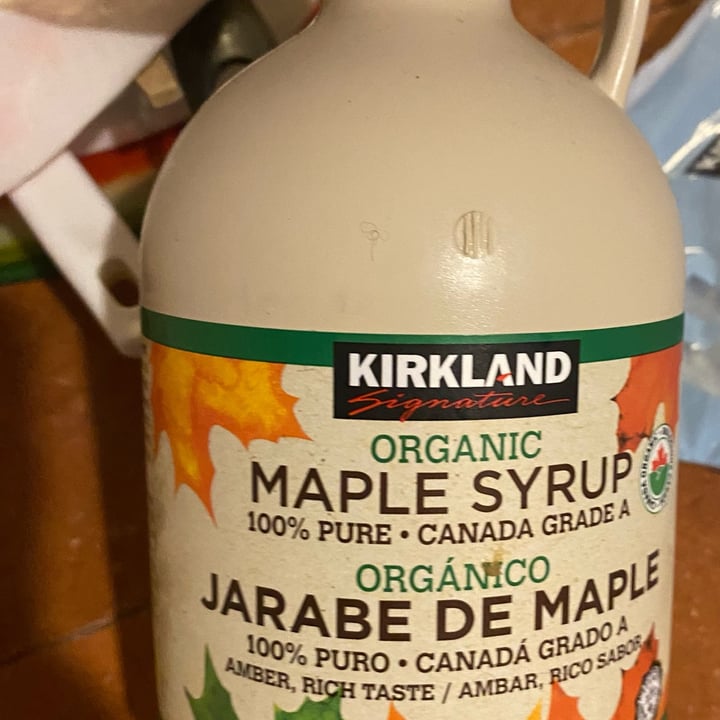 KIRKLAND
Signature
ORGANIC
MAPLE SYRUP
100% PURE • CANADA GRADE A
ORGÁNICO
JARABE DE MAPLE
100% PURO • CANADÁ GRADO A
AMBER, RICH TASTE / AMBAR, RICO SABOR